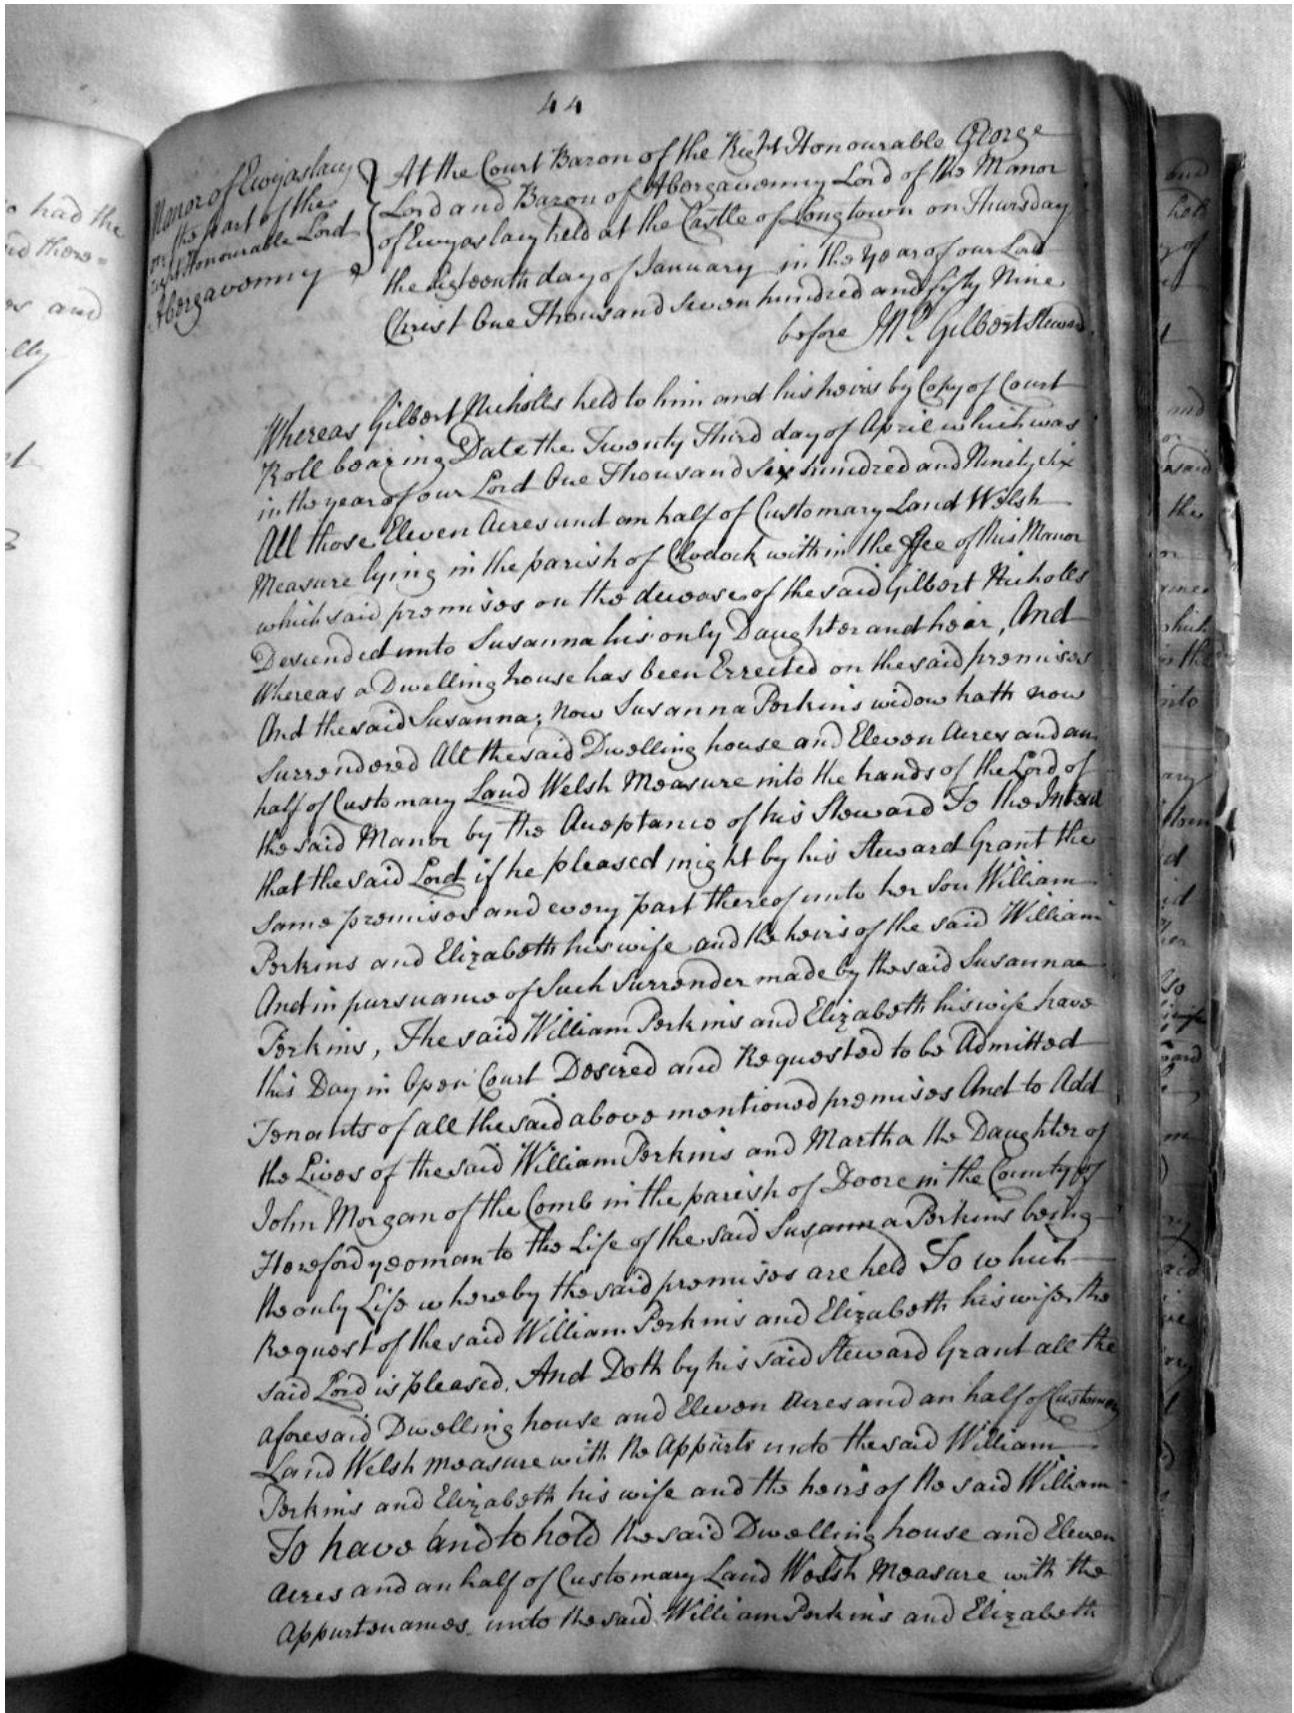 44
Manor of Ewyaslacy
on the part of the
right Honourable Lord
Abergavenny
At the Court Baron of the Right Honourable George
Lord and Baron of Abergavenny Lord of the Manor
of Ewyaslacy held at the Castle of Longtown on Thursday
the Eighteenth day of January in the year of our Lord
Christ One Thousand seven hundred and fifty Nine
before Mr. Gilbert Steward.
Whereas Gilbert Nicholls held to him and his heirs by Copy of Court
Roll bearing Date the Twenty Third day of April which was
in the year of our Lord One Thousand Six hundred and Ninety six
All those Eleven Acres and an half of Customary Land Welsh
Measure lying in the parish of Clodock within the Fee of this Manor
which said premises on the decease of the said Gilbert Nicholls
Descended unto Susanna his only Daughter and heir, And
Whereas a Dwelling house has been Errected on the said premises
And the said Susanna, now Susanna Perkins widow hath now
Surrendered All the said Dwelling house and Eleven Acres and an
half of Customary Land Welsh Measure into the hands of the Lord of
the said Manor by the Acceptance of his Steward To the Intent
that the said Lord if he pleased might by his Steward Grant the
same premises and every part thereof unto her Son William
Perkins and Elizabeth his wife and the heirs of the said William
And in pursuance of Such Surrender made by the said Susanna
Perkins, The said William Perkins and Elizabeth his wife have
this Day in Open Court Desired and Requested to be Admitted
Tenants of all the said above mentioned premises And to Add
the Lives of the said William Perkins and Martha the Daughter of
John Morgan of the Comb in the parish of Doore in the County of
Hereford yeoman to the Life of the said Susanna Perkins being
the only Life whereby the said premises are held To which
Request of the said William Perkins and Elizabeth his wife the
said Lord is pleased. And Doth by his said Steward Grant all the
aforesaid Dwelling house and Eleven Acres and an half of Customary
Land Welsh measure with the Appurts unto the said William
Perkins and Elizabeth his wife and the heirs of the said William
To have and to hold the said Dwelling house and Eleven
Acres and an half of Customary Land Welsh Measure with the
Appurtenances unto the said William Perkins and Elizabeth